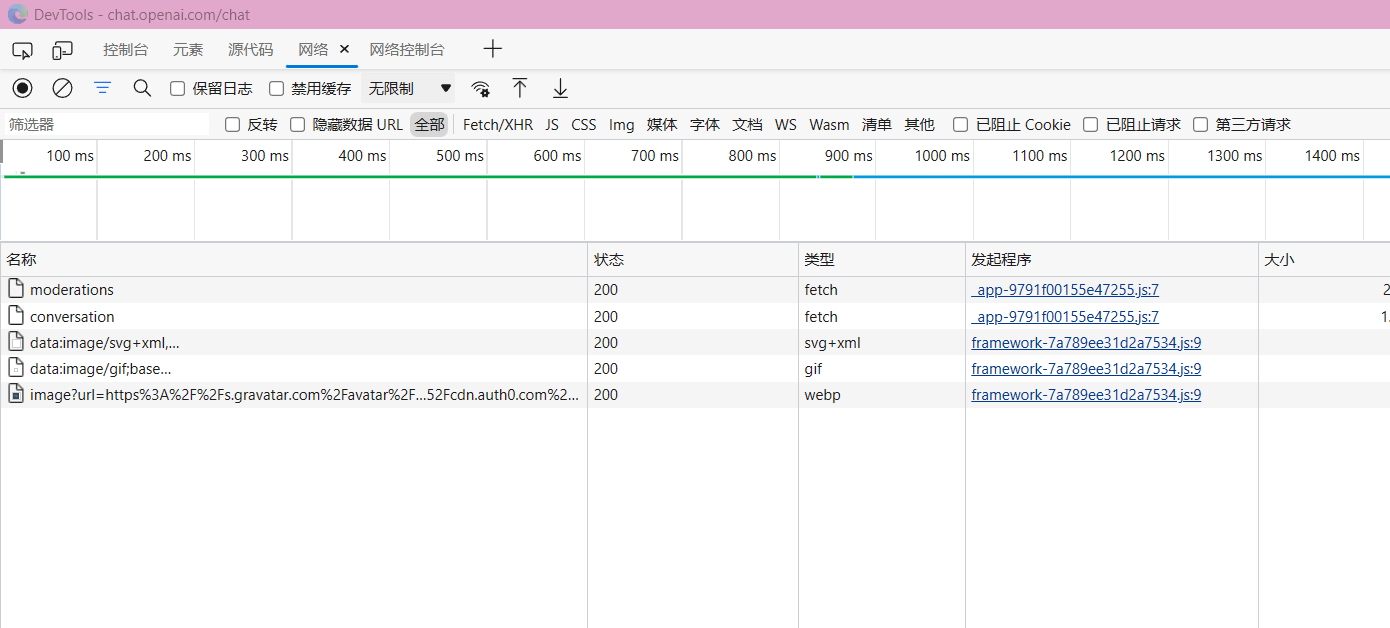 DevTools - chat.openai.com/chat
控制台 元素 源代码 网络 网络控制台
保留日志 禁用缓存 无限制
筛选器 反转 隐藏数据 URL 全部 Fetch/XHR JS CSS Img 媒体 字体 文档 WS Wasm 清单 其他 已阻止 Cookie 已阻止请求 第三方请求
100 ms 200 ms 300 ms 400 ms 500 ms 600 ms 700 ms 800 ms 900 ms 1000 ms 1100 ms 1200 ms 1300 ms 1400 ms
名称 状态 类型 发起程序 大小
moderations 200 fetch _app-9791f00155e47255.js:7 2
conversation 200 fetch _app-9791f00155e47255.js:7 1.
data:image/svg+xml,... 200 svg+xml framework-7a789ee31d2a7534.js:9
data:image/gif;base... 200 gif framework-7a789ee31d2a7534.js:9
image?url=https%3A%2F%2Fs.gravatar.com%2Favatar%2F...52Fcdn.auth0.com%2... 200 webp framework-7a789ee31d2a7534.js:9